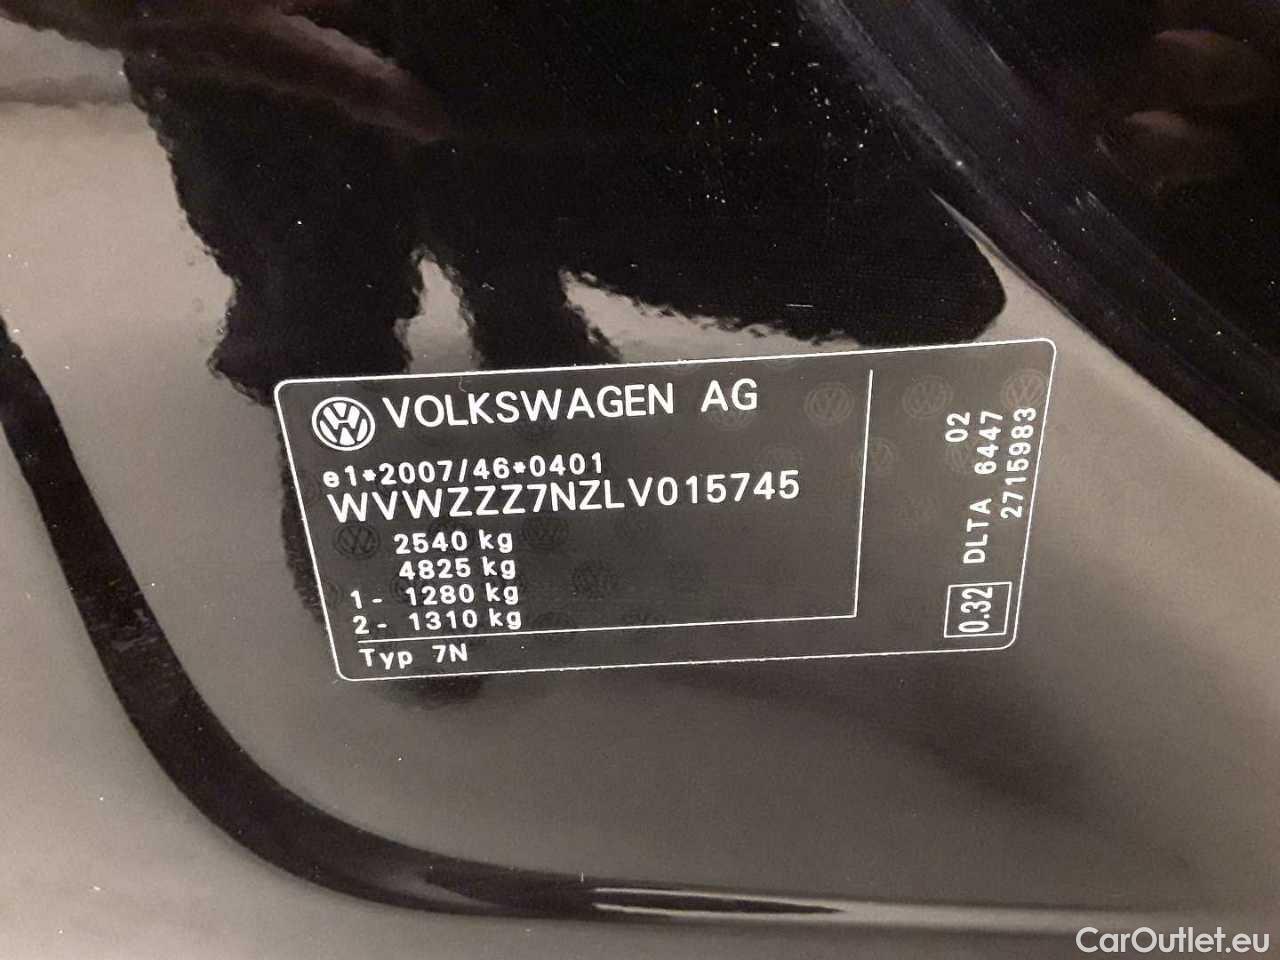 VOLKSWAGEN AG
e1*2007/46*0401
WVWZZZ7NZLV015745
2540 kg
4825 kg
1- 1280 kg
2- 1310 kg
Typ 7N
02
DLTA 6447
2715983
0.32
CarOutlet.eu